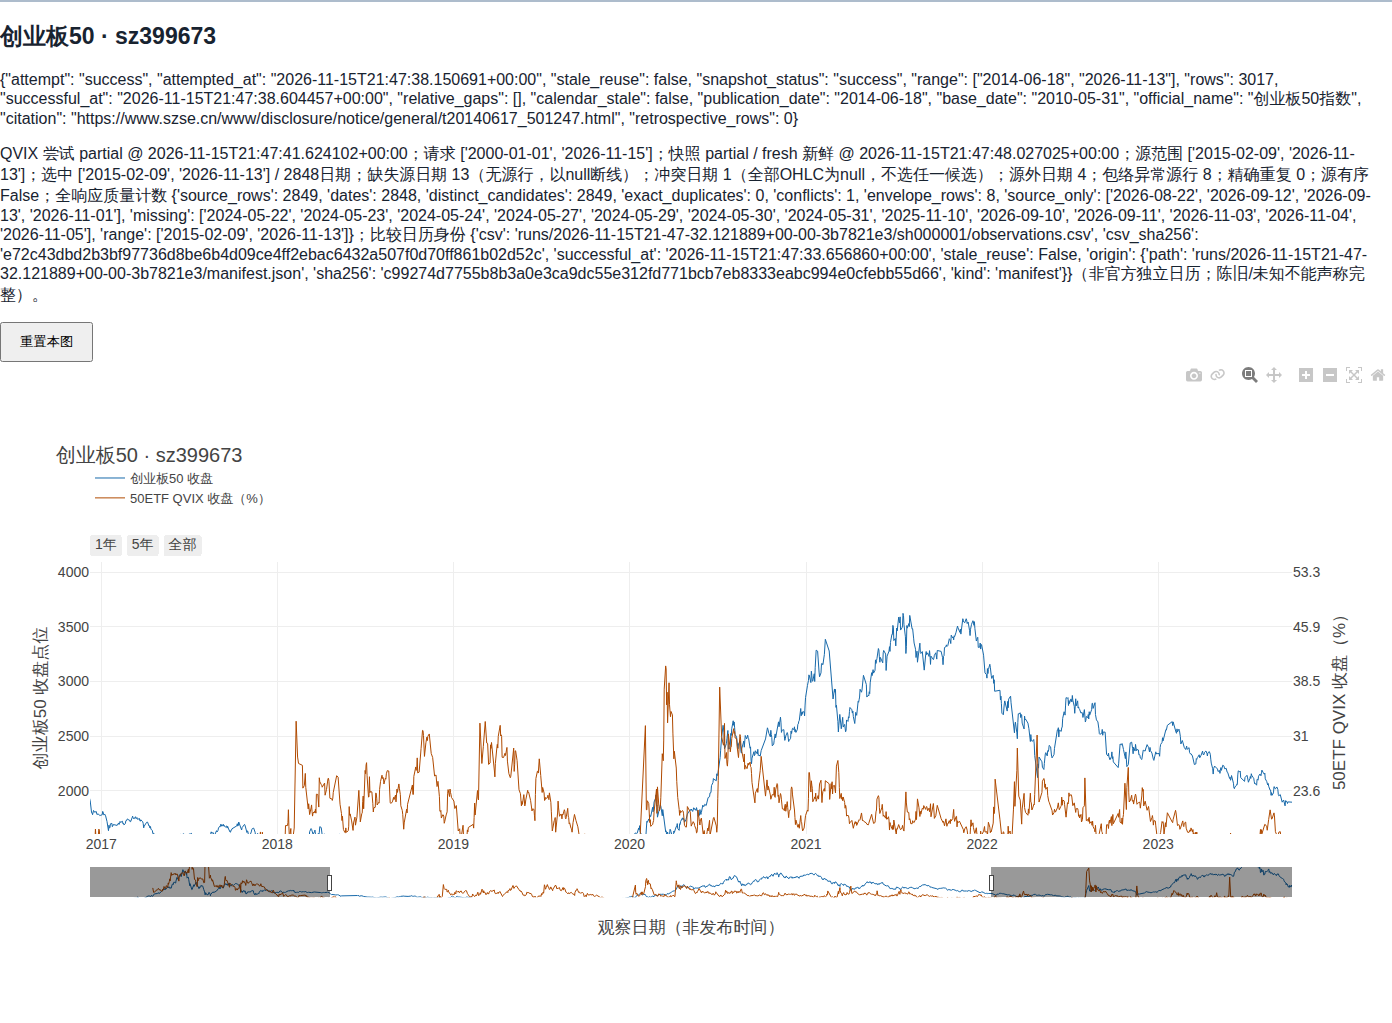 创业板50 · sz399673
{"attempt": "success", "attempted_at": "2026-11-15T21:47:38.150691+00:00", "stale_reuse": false, "snapshot_status": "success", "range": ["2014-06-18", "2026-11-13"], "rows": 3017,
"successful_at": "2026-11-15T21:47:38.604457+00:00", "relative_gaps": [], "calendar_stale": false, "publication_date": "2014-06-18", "base_date": "2010-05-31", "official_name": "创业板50指数",
"citation": "https://www.szse.cn/www/disclosure/notice/general/t20140617_501247.html", "retrospective_rows": 0}
QVIX 尝试 partial @ 2026-11-15T21:47:41.624102+00:00；请求 ['2000-01-01', '2026-11-15']；快照 partial / fresh 新鲜 @ 2026-11-15T21:47:48.027025+00:00；源范围 ['2015-02-09', '2026-11-
13']；选中 ['2015-02-09', '2026-11-13'] / 2848日期；缺失源日期 13（无源行，以null断线）；冲突日期 1（全部OHLC为null，不选任一候选）；源外日期 4；包络异常源行 8；精确重复 0；源有序
False；全响应质量计数 {'source_rows': 2849, 'dates': 2848, 'distinct_candidates': 2849, 'exact_duplicates': 0, 'conflicts': 1, 'envelope_rows': 8, 'source_only': ['2026-08-22', '2026-09-12', '2026-09-
13', '2026-11-01'], 'missing': ['2024-05-22', '2024-05-23', '2024-05-24', '2024-05-27', '2024-05-29', '2024-05-30', '2024-05-31', '2025-11-10', '2026-09-10', '2026-09-11', '2026-11-03', '2026-11-04',
'2026-11-05'], 'range': ['2015-02-09', '2026-11-13']}；比较日历身份 {'csv': 'runs/2026-11-15T21-47-32.121889+00-00-3b7821e3/sh000001/observations.csv', 'csv_sha256':
'e72c43dbd2b3bf97736d8be6b4d09ce4ff2ebac6432a507f0d70ff861b02d52c', 'successful_at': '2026-11-15T21:47:33.656860+00:00', 'stale_reuse': False, 'origin': {'path': 'runs/2026-11-15T21-47-
32.121889+00-00-3b7821e3/manifest.json', 'sha256': 'c99274d7755b8b3a0e3ca9dc55e312fd771bcb7eb8333eabc994e0cfebb55d66', 'kind': 'manifest'}}（非官方独立日历；陈旧/未知不能声称完
整）。
重置本图
创业板50 · sz399673
创业板50 收盘
50ETF QVIX 收盘（%）
1年 5年 全部
4000
3500
3000
2500
2000
创业板50 收盘点位
53.3
45.9
38.5
31
23.6
50ETF QVIX 收盘（%）
2017 2018 2019 2020 2021 2022 2023
观察日期（非发布时间）